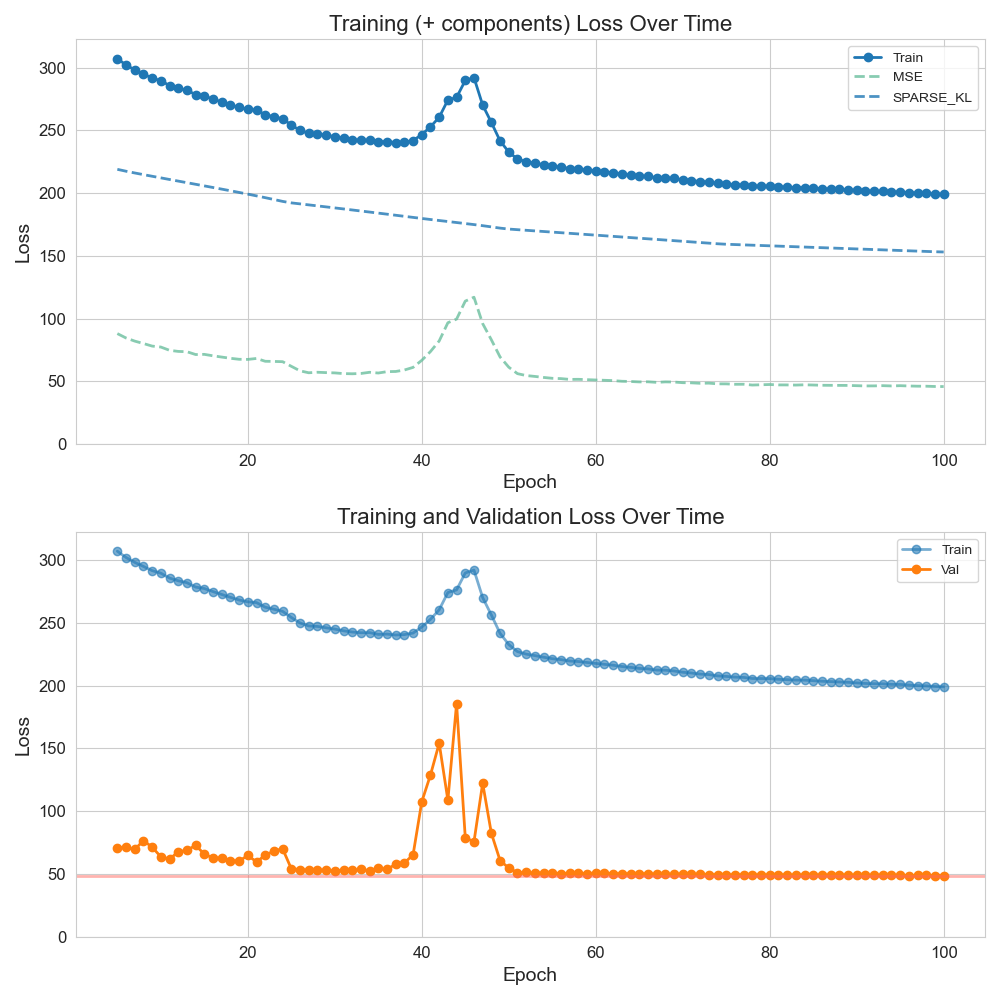 Training (+ components) Loss Over Time
Train
MSE
SPARSE_KL
Loss
300
250
200
150
100
50
0
20 40 60 80 100
Epoch
Training and Validation Loss Over Time
Train
Val
Loss
300
250
200
150
100
50
0
20 40 60 80 100
Epoch